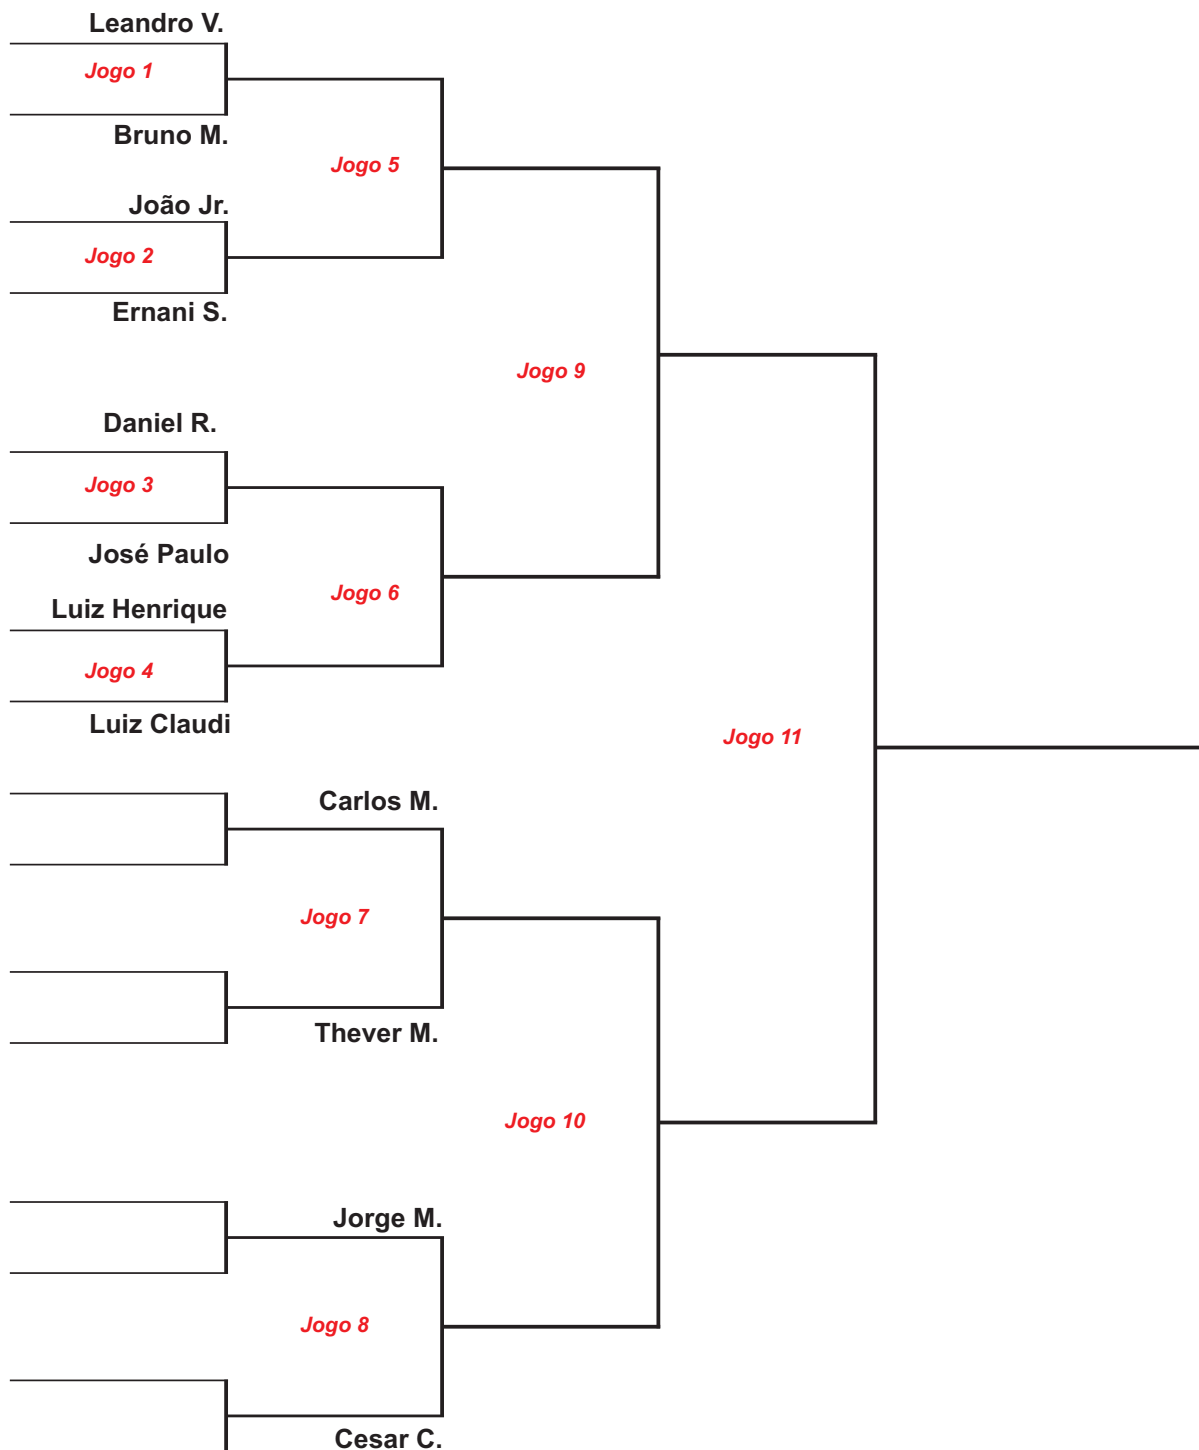 Leandro V.
Jogo 1
Bruno M.
Jogo 5
João Jr.
Jogo 2
Ernani S.
Jogo 9
Daniel R.
Jogo 3
José Paulo
Jogo 6
Luiz Henrique
Jogo 4
Luiz Claudi
Jogo 11
Carlos M.
Jogo 7
Thever M.
Jogo 10
Jorge M.
Jogo 8
Cesar C.